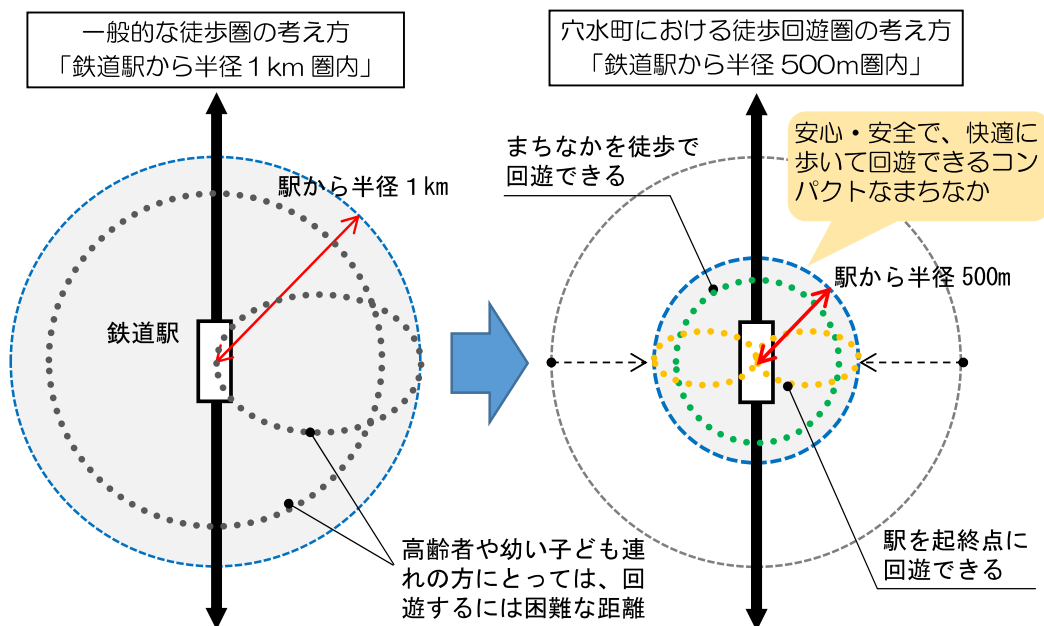 一般的な徒歩圏の考え方
「鉄道駅から半径1km圏内」
穴水町における徒歩回遊圏の考え方
「鉄道駅から半径500m圏内」
駅から半径1km
鉄道駅
高齢者や幼い子ども連
れの方にとっては、回
遊するには困難な距離
まちなかを徒歩で
回遊できる
安心・安全で、快適に
歩いて回遊できるコン
パクトなまちなか
駅から半径500m
駅を起終点に
回遊できる